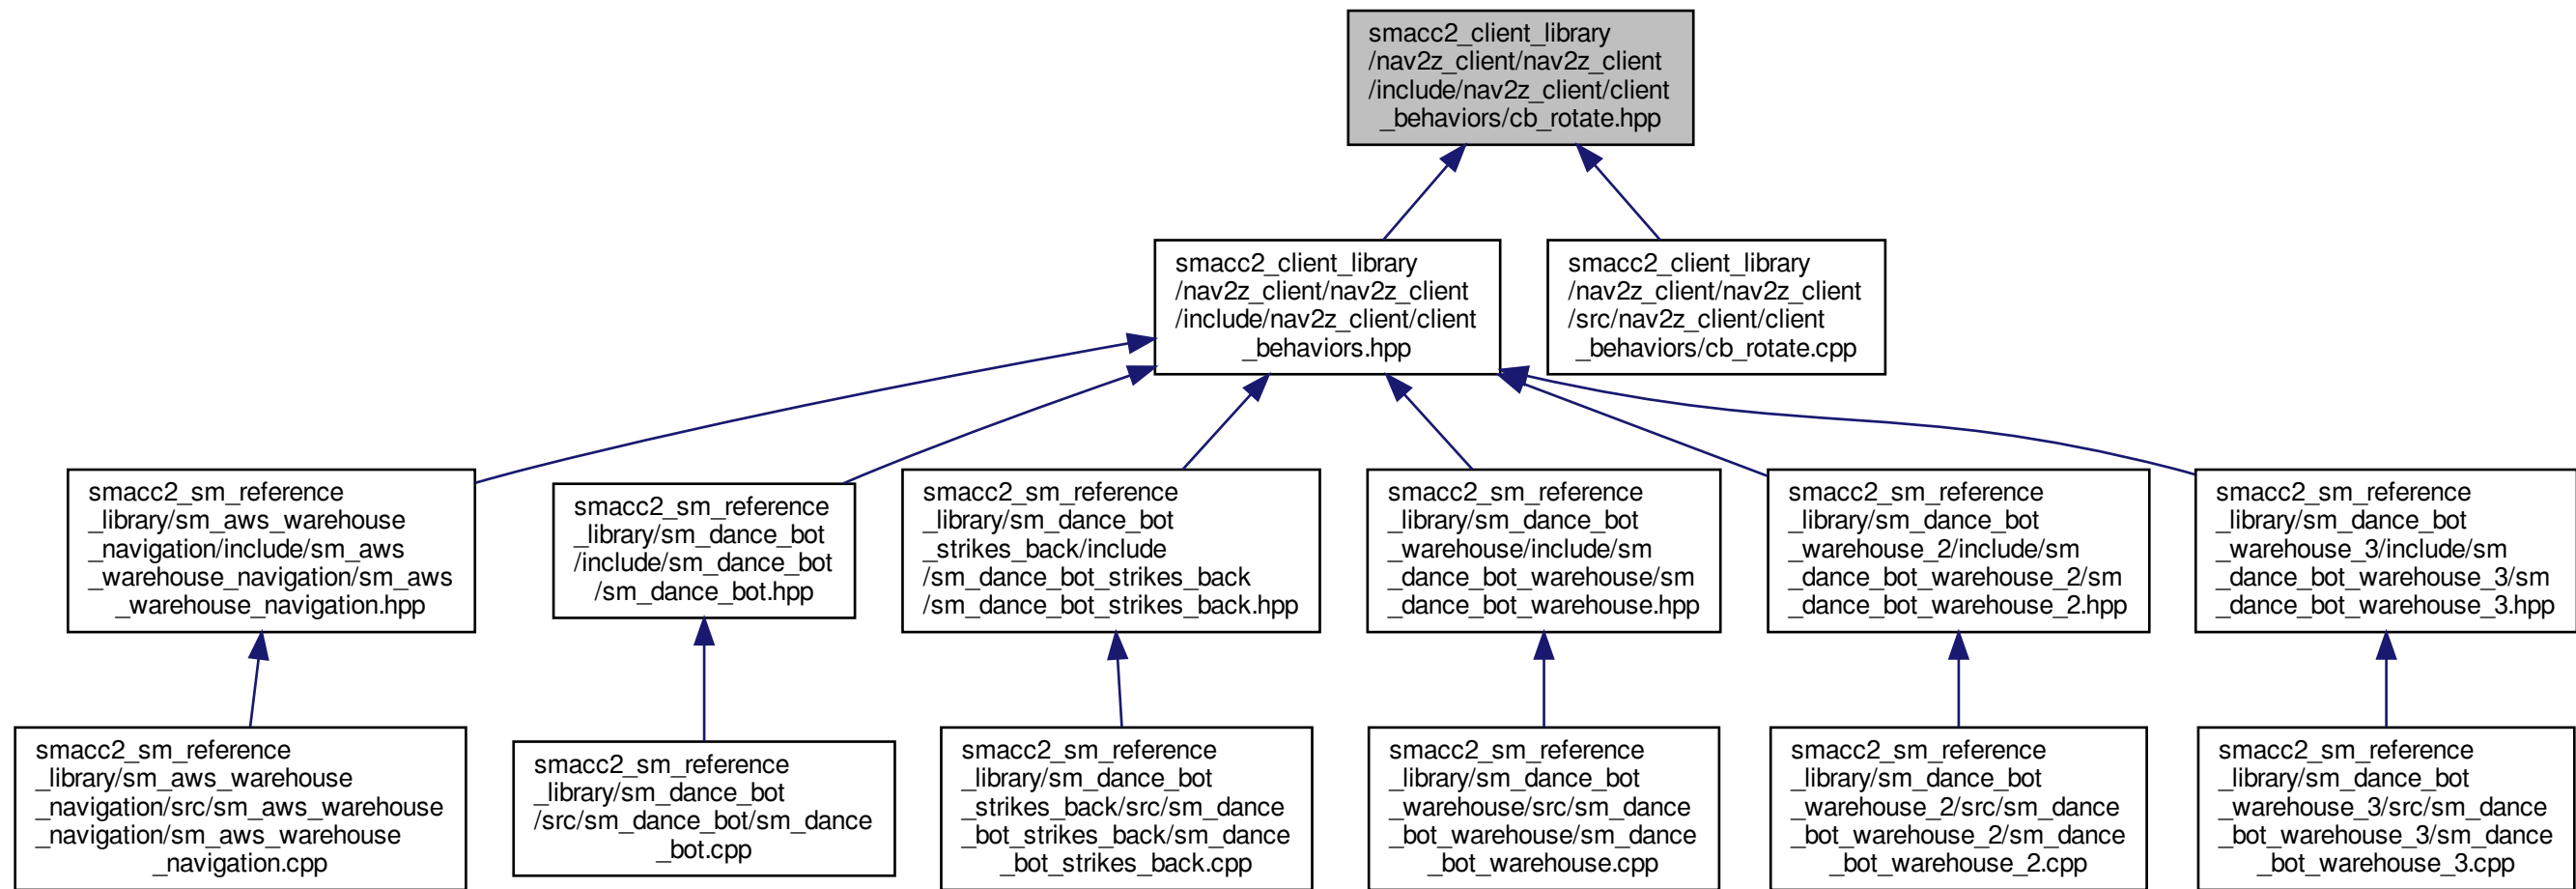 smacc2_client_library
/nav2z_client/nav2z_client
/include/nav2z_client/client
_behaviors/cb_rotate.hpp
smacc2_client_library
/nav2z_client/nav2z_client
/include/nav2z_client/client
_behaviors.hpp
smacc2_client_library
/nav2z_client/nav2z_client
/src/nav2z_client/client
_behaviors/cb_rotate.cpp
smacc2_sm_reference
_library/sm_aws_warehouse
_navigation/include/sm_aws
_warehouse_navigation/sm_aws
_warehouse_navigation.hpp
smacc2_sm_reference
_library/sm_dance_bot
/include/sm_dance_bot
/sm_dance_bot.hpp
smacc2_sm_reference
_library/sm_dance_bot
_strikes_back/include
/sm_dance_bot_strikes_back
/sm_dance_bot_strikes_back.hpp
smacc2_sm_reference
_library/sm_dance_bot
_warehouse/include/sm
_dance_bot_warehouse/sm
_dance_bot_warehouse.hpp
smacc2_sm_reference
_library/sm_dance_bot
_warehouse_2/include/sm
_dance_bot_warehouse_2/sm
_dance_bot_warehouse_2.hpp
smacc2_sm_reference
_library/sm_dance_bot
_warehouse_3/include/sm
_dance_bot_warehouse_3/sm
_dance_bot_warehouse_3.hpp
smacc2_sm_reference
_library/sm_aws_warehouse
_navigation/src/sm_aws_warehouse
_navigation/sm_aws_warehouse
_navigation.cpp
smacc2_sm_reference
_library/sm_dance_bot
/src/sm_dance_bot/sm_dance
_bot.cpp
smacc2_sm_reference
_library/sm_dance_bot
_strikes_back/src/sm_dance
_bot_strikes_back/sm_dance
_bot_strikes_back.cpp
smacc2_sm_reference
_library/sm_dance_bot
_warehouse/src/sm_dance
_bot_warehouse/sm_dance
_bot_warehouse.cpp
smacc2_sm_reference
_library/sm_dance_bot
_warehouse_2/src/sm_dance
_bot_warehouse_2/sm_dance
_bot_warehouse_2.cpp
smacc2_sm_reference
_library/sm_dance_bot
_warehouse_3/src/sm_dance
_bot_warehouse_3/sm_dance
_bot_warehouse_3.cpp